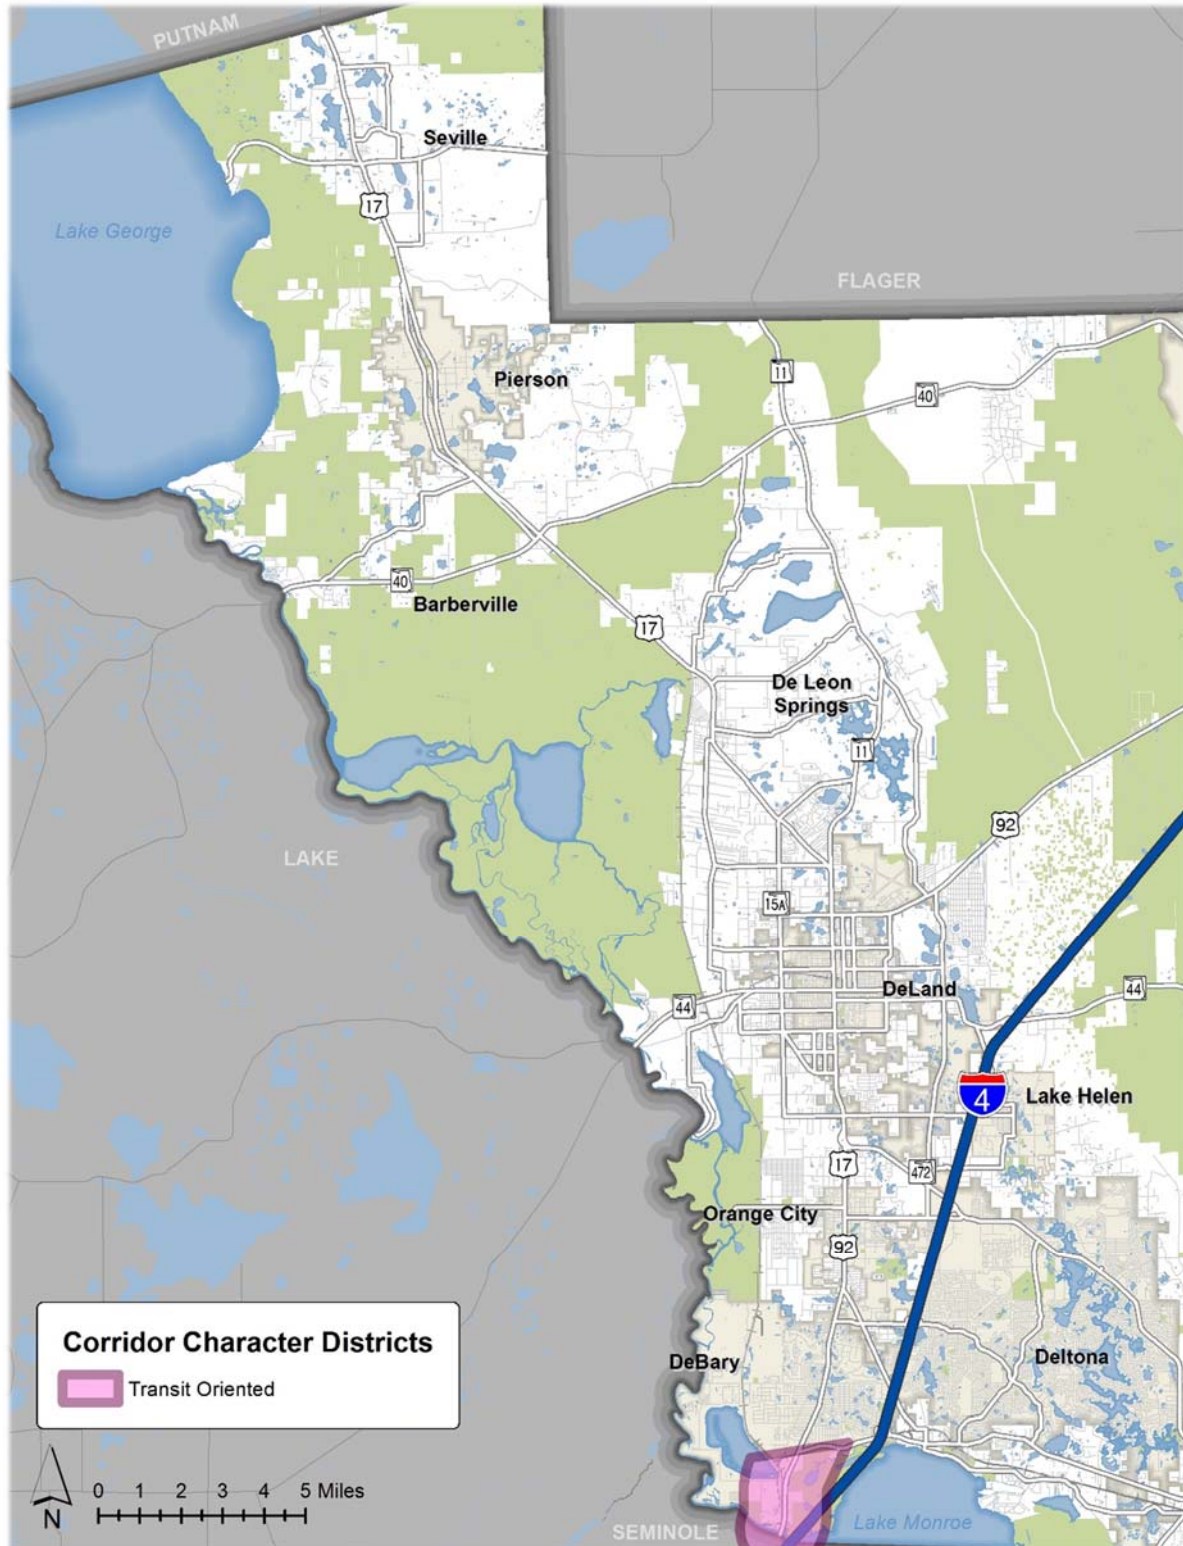 PUTNAM
Seville
17
Lake George
FLAGER
Pierson
11
40
40
Barberville
17
De Leon
Springs
11
92
LAKE
15A
DeLand
44
44
4
Lake Helen
17
472
Orange City
92
Corridor Character Districts
Transit Oriented
DeBary
Deltona
0 1 2 3 4 5 Miles
N
SEMINOLE
Lake Monroe